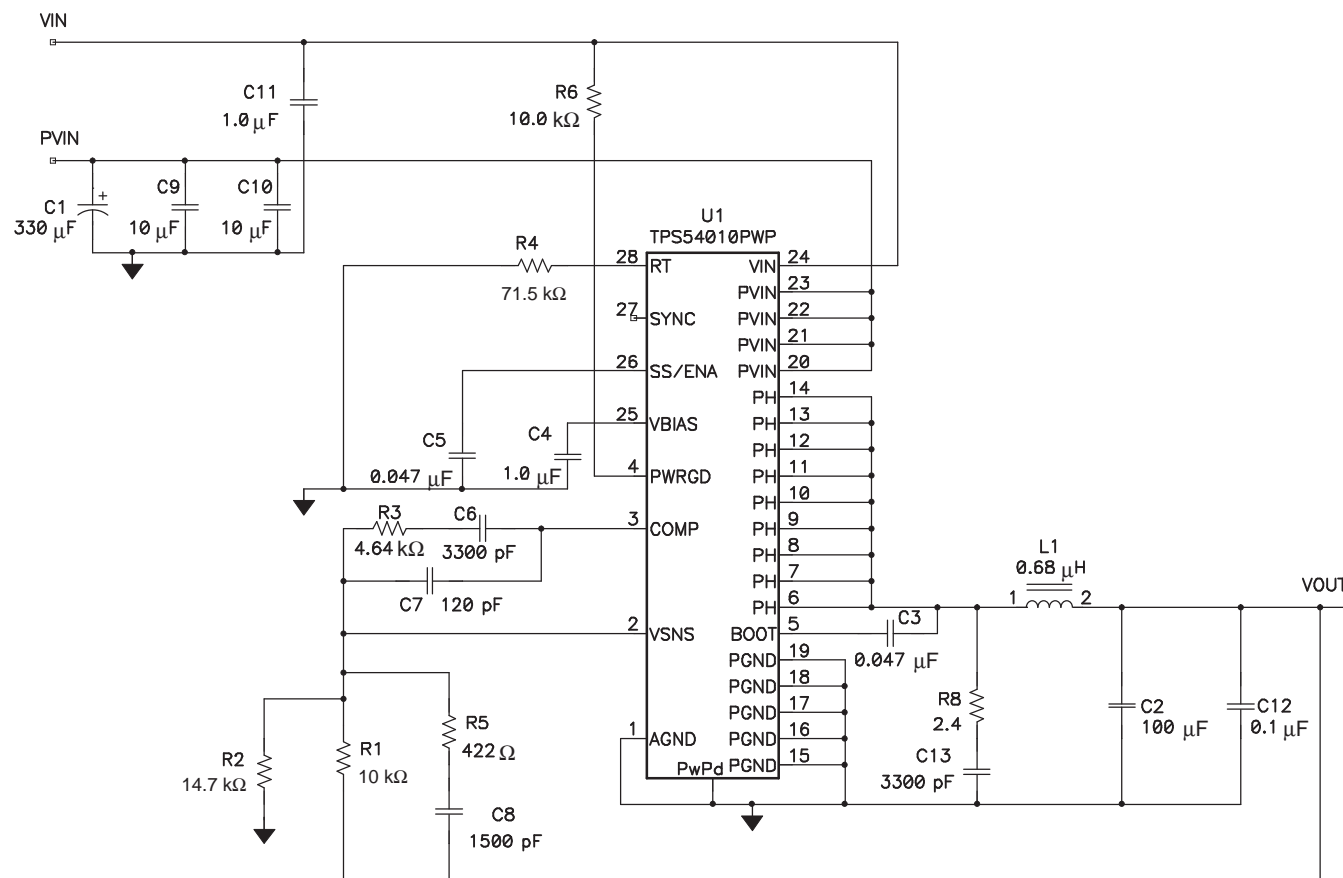 VIN
C11
1.0 μF
R6
10.0 kΩ
PVIN
C1
330 μF
+
C9
10 μF
C10
10 μF
U1
TPS54010PWP
R4
71.5 kΩ
28 RT
27 SYNC
26 SS/ENA
25 VBIAS
4 PWRGD
3 COMP
2 VSNS
1 AGND
VIN 24
PVIN 23
PVIN 22
PVIN 21
PVIN 20
PH 14
PH 13
PH 12
PH 11
PH 10
PH 9
PH 8
PH 7
PH 6
BOOT 5
PGND 19
PGND 18
PGND 17
PGND 16
PGND 15
PwPd
C5
0.047 μF
C4
1.0 μF
R3
4.64 kΩ
C6
3300 pF
C7
120 pF
R2
14.7 kΩ
R1
10 kΩ
R5
422 Ω
C8
1500 pF
C3
0.047 μF
L1
0.68 μH
1 2
VOUT
R8
2.4
C13
3300 pF
C2
100 μF
C12
0.1 μF